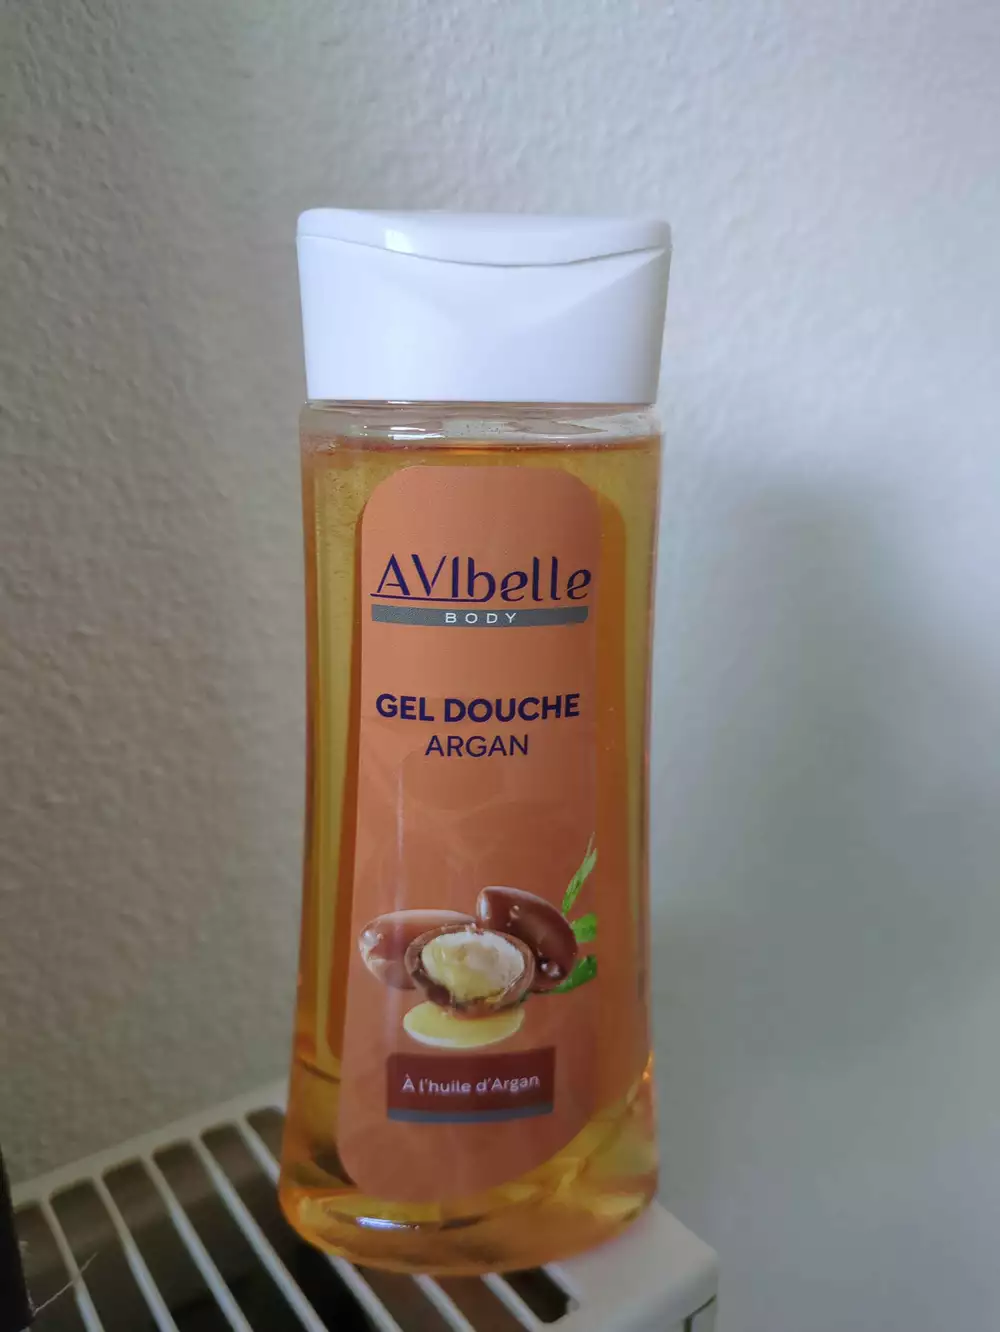 AVIbelle
BODY
GEL DOUCHE
ARGAN
À l'huile d'Argan